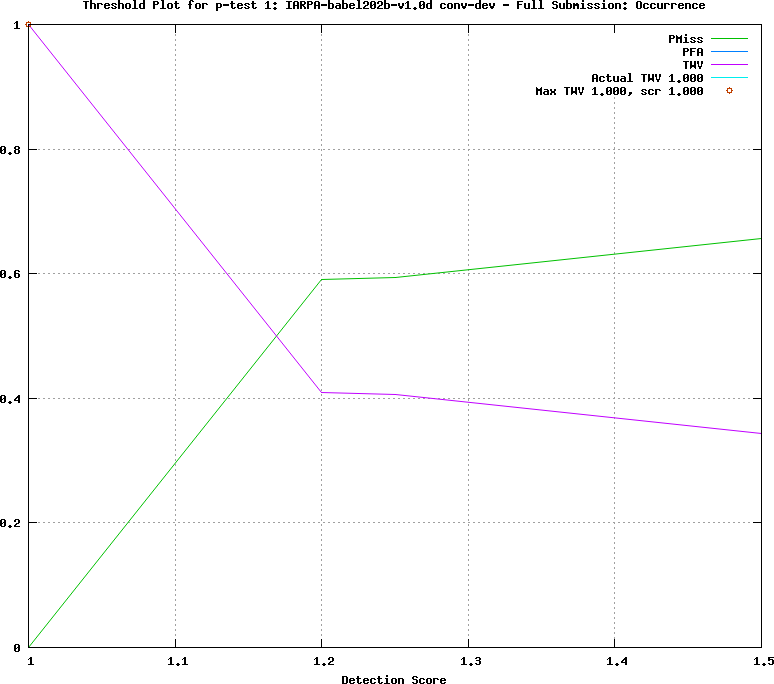 Threshold Plot for p-test 1: IARPA-babel202b-v1.0d conv-dev - Full Submission: Occurrence
PMiss
PFA
TWV
Actual TWV 1.000
Max TWV 1.000, scr 1.000
1
0.8
0.6
0.4
0.2
0
1 1.1 1.2 1.3 1.4 1.5
Detection Score